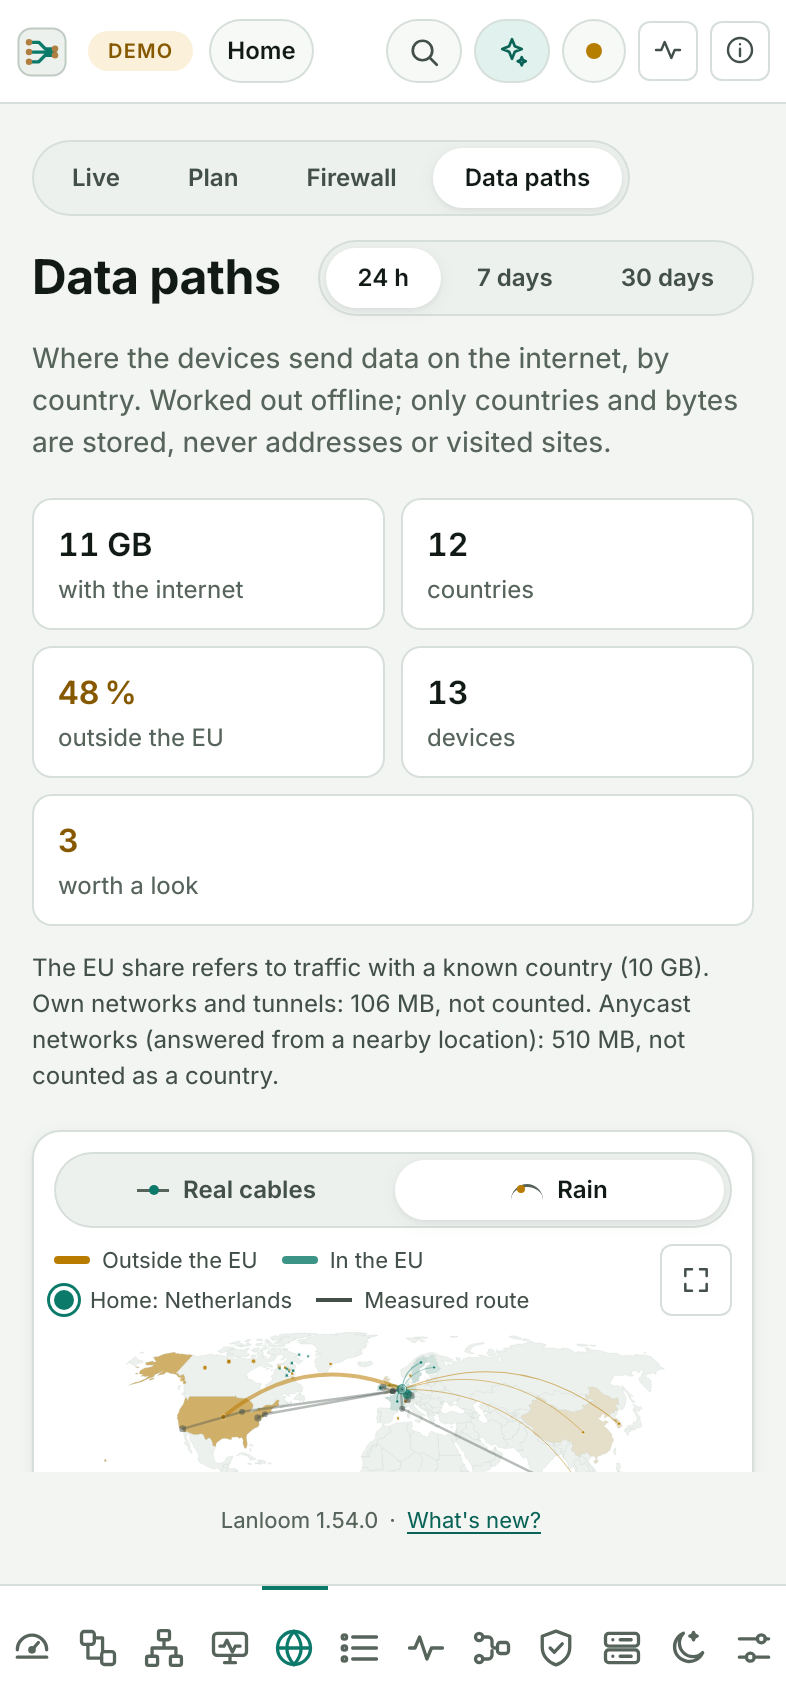 DEMO
Home
Live
Plan
Firewall
Data paths
Data paths
24 h
7 days
30 days
Where the devices send data on the internet, by
country. Worked out offline; only countries and bytes
are stored, never addresses or visited sites.
11 GB
with the internet
12
countries
48 %
outside the EU
13
devices
3
worth a look
The EU share refers to traffic with a known country (10 GB).
Own networks and tunnels: 106 MB, not counted. Anycast
networks (answered from a nearby location): 510 MB, not
counted as a country.
Real cables
Rain
Outside the EU
In the EU
Home: Netherlands
Measured route
Lanloom 1.54.0 · What's new?